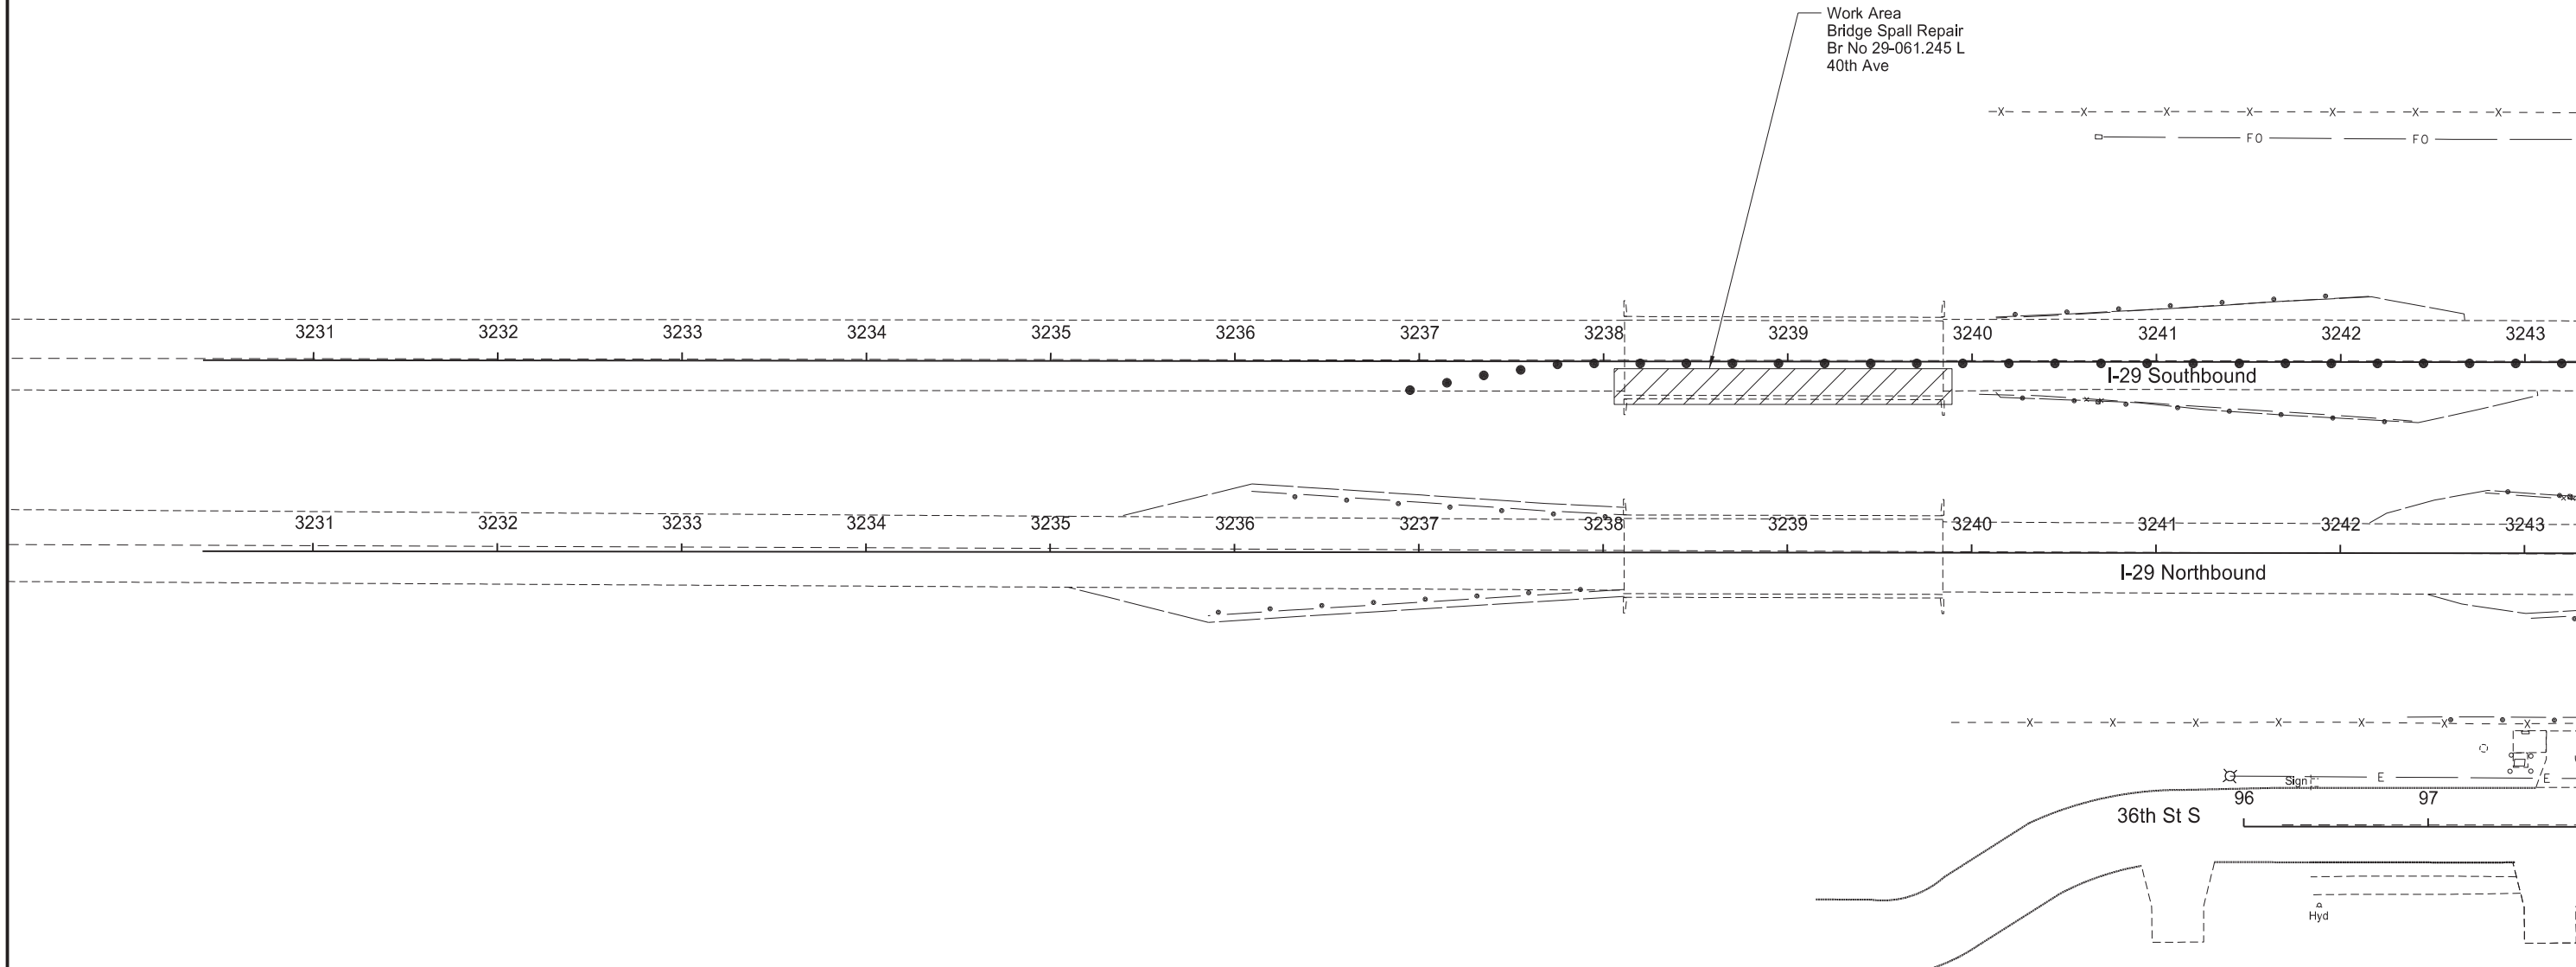 Work Area
Bridge Spall Repair
Br No 29-061.245 L
40th Ave
X X X X X X X
FO FO
3231 3232 3233 3234 3235 3236 3237 3238 3239 3240 3241 3242 3243
I-29 Southbound
3231 3232 3233 3234 3235 3236 3237 3238 3239 3240 3241 3242 3243
I-29 Northbound
X X X X X X X
Sign E E
96 97
36th St S
Hyd